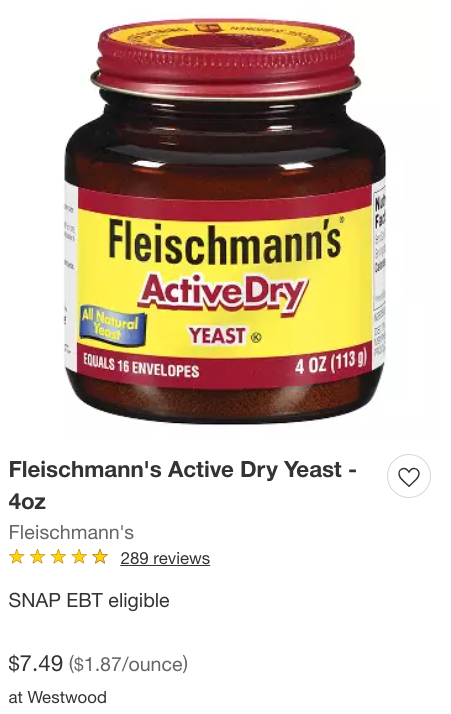 Fleischmann's
ActiveDry
YEAST
All Natural
Yeast
EQUALS 16 ENVELOPES
4 OZ (113 g)
Fleischmann's Active Dry Yeast -
4oz
Fleischmann's
289 reviews
SNAP EBT eligible
$7.49 ($1.87/ounce)
at Westwood